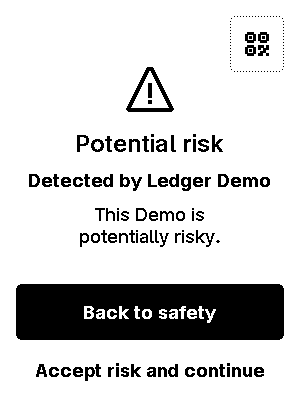 Potential risk
Detected by Ledger Demo
This Demo is
potentially risky.
Back to safety
Accept risk and continue